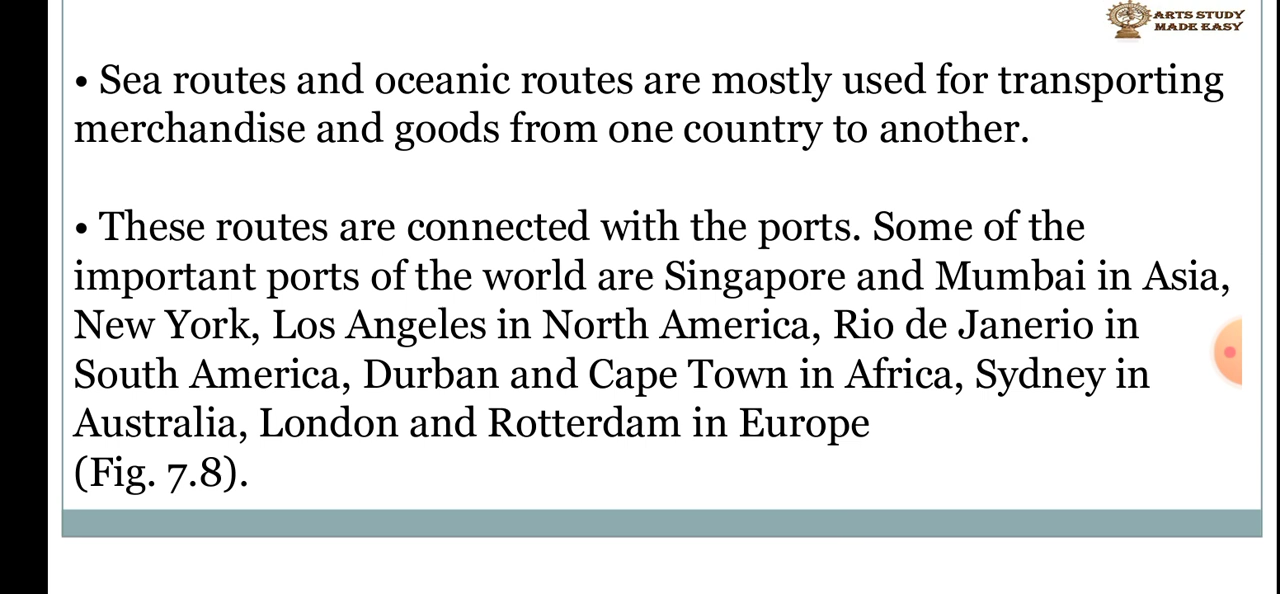 ARTS STUDY
MADE EASY
• Sea routes and oceanic routes are mostly used for transporting
merchandise and goods from one country to another.
• These routes are connected with the ports. Some of the
important ports of the world are Singapore and Mumbai in Asia,
New York, Los Angeles in North America, Rio de Janerio in
South America, Durban and Cape Town in Africa, Sydney in
Australia, London and Rotterdam in Europe
(Fig. 7.8).